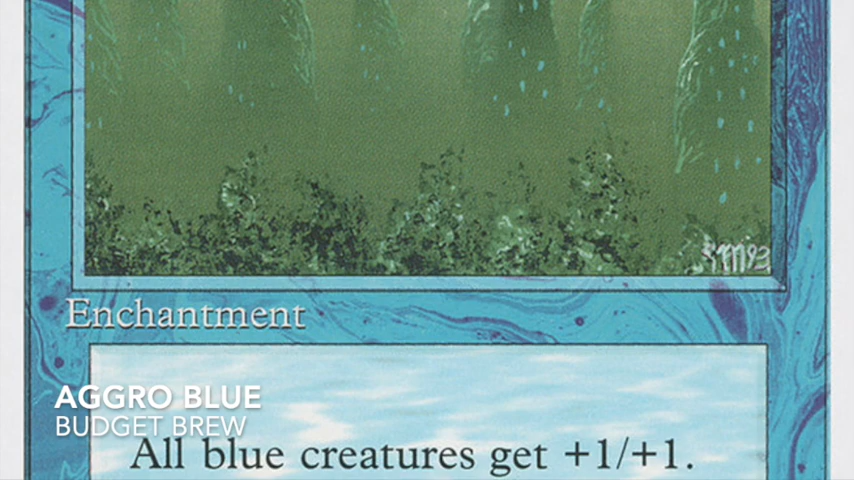 Enchantment
AGGRO BLUE
BUDGET BREW
All blue creatures get +1/+1.